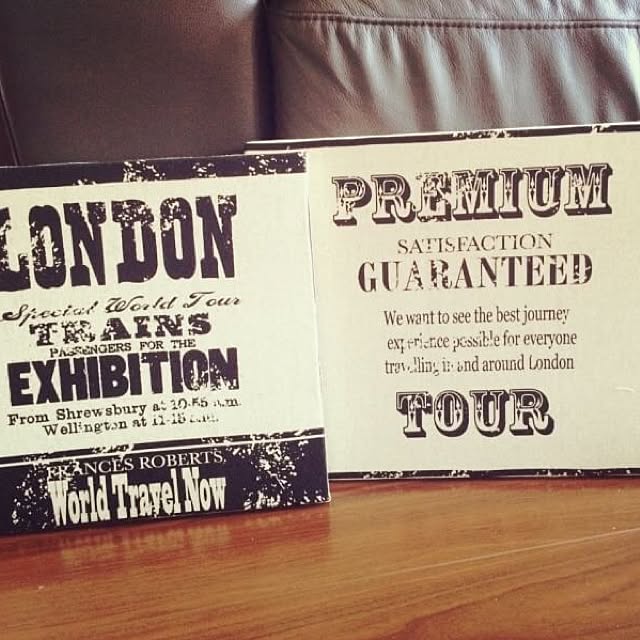 LONDON
Special World Tour
TRAINS
PASSENGERS FOR THE
EXHIBITION
From Shrewsbury at 10-55 a.m.
Wellington at 11-15 a.m.
FRANCES ROBERTS,
World Travel Now
PREMIUM
SATISFACTION
GUARANTEED
We want to see the best journey
experience possible for everyone
travelling in and around London
TOUR